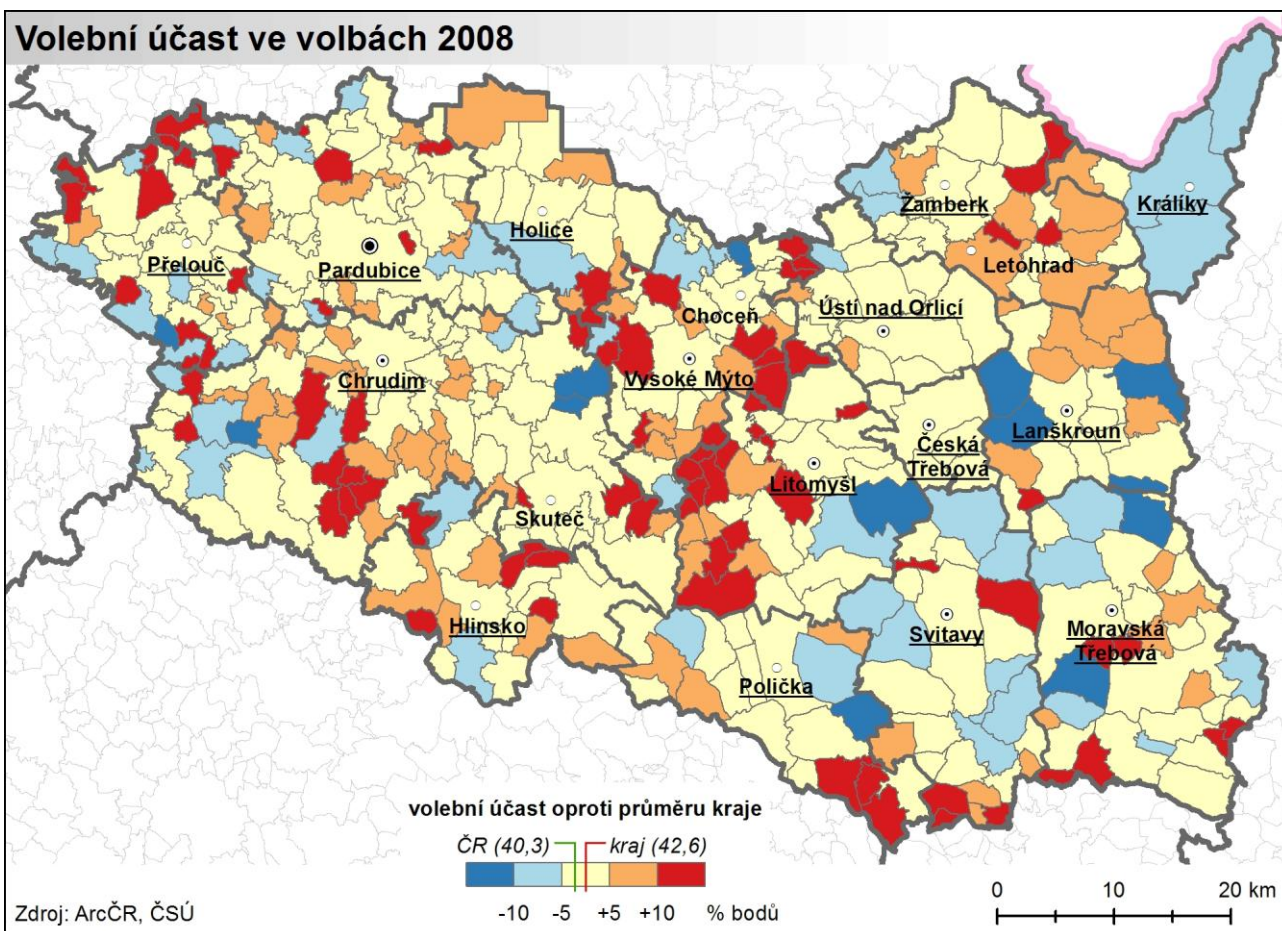 Volební účast ve volbách 2008
Žamberk
Králíky
Holice
Letohrad
Přelouč
Pardubice
Ústí nad Orlicí
Choceň
Chrudim
Vysoké Mýto
Lanškroun
Česká
Třebová
Litomyšl
Skuteč
Hlinsko
Svitavy
Moravská
Třebová
Polička
volební účast oproti průměru kraje
ČR (40,3) kraj (42,6)
-10 -5 +5 +10 % bodů
0 10 20 km
Zdroj: ArcČR, ČSÚ